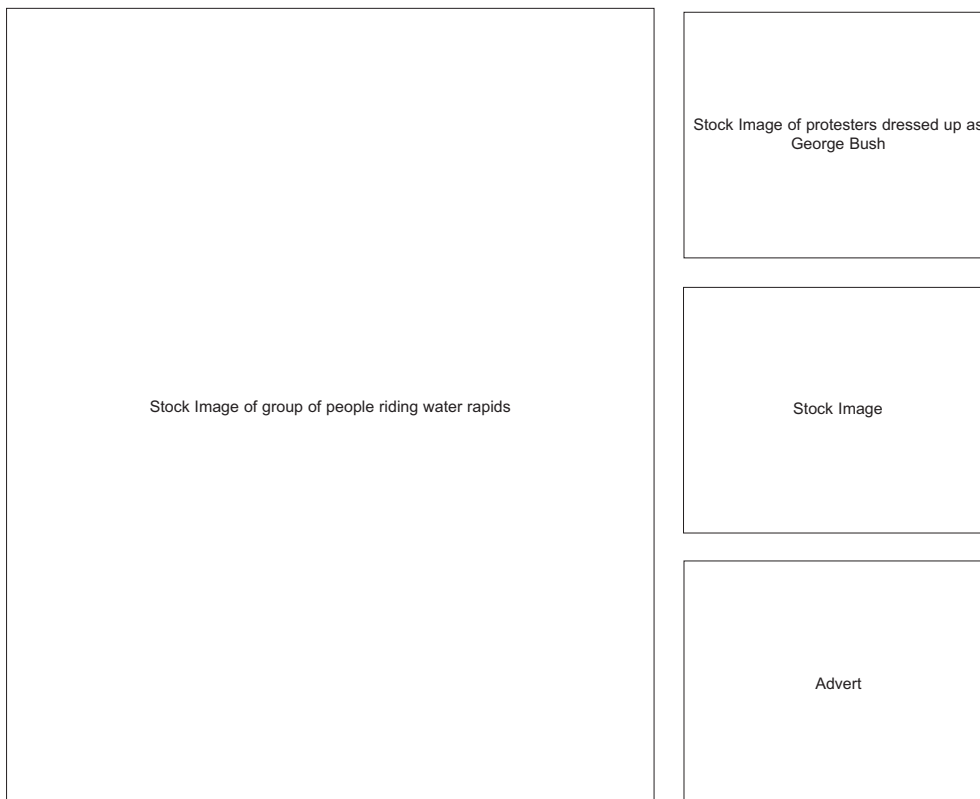 Stock Image of group of people riding water rapids
Stock Image of protesters dressed up as
George Bush
Stock Image
Advert